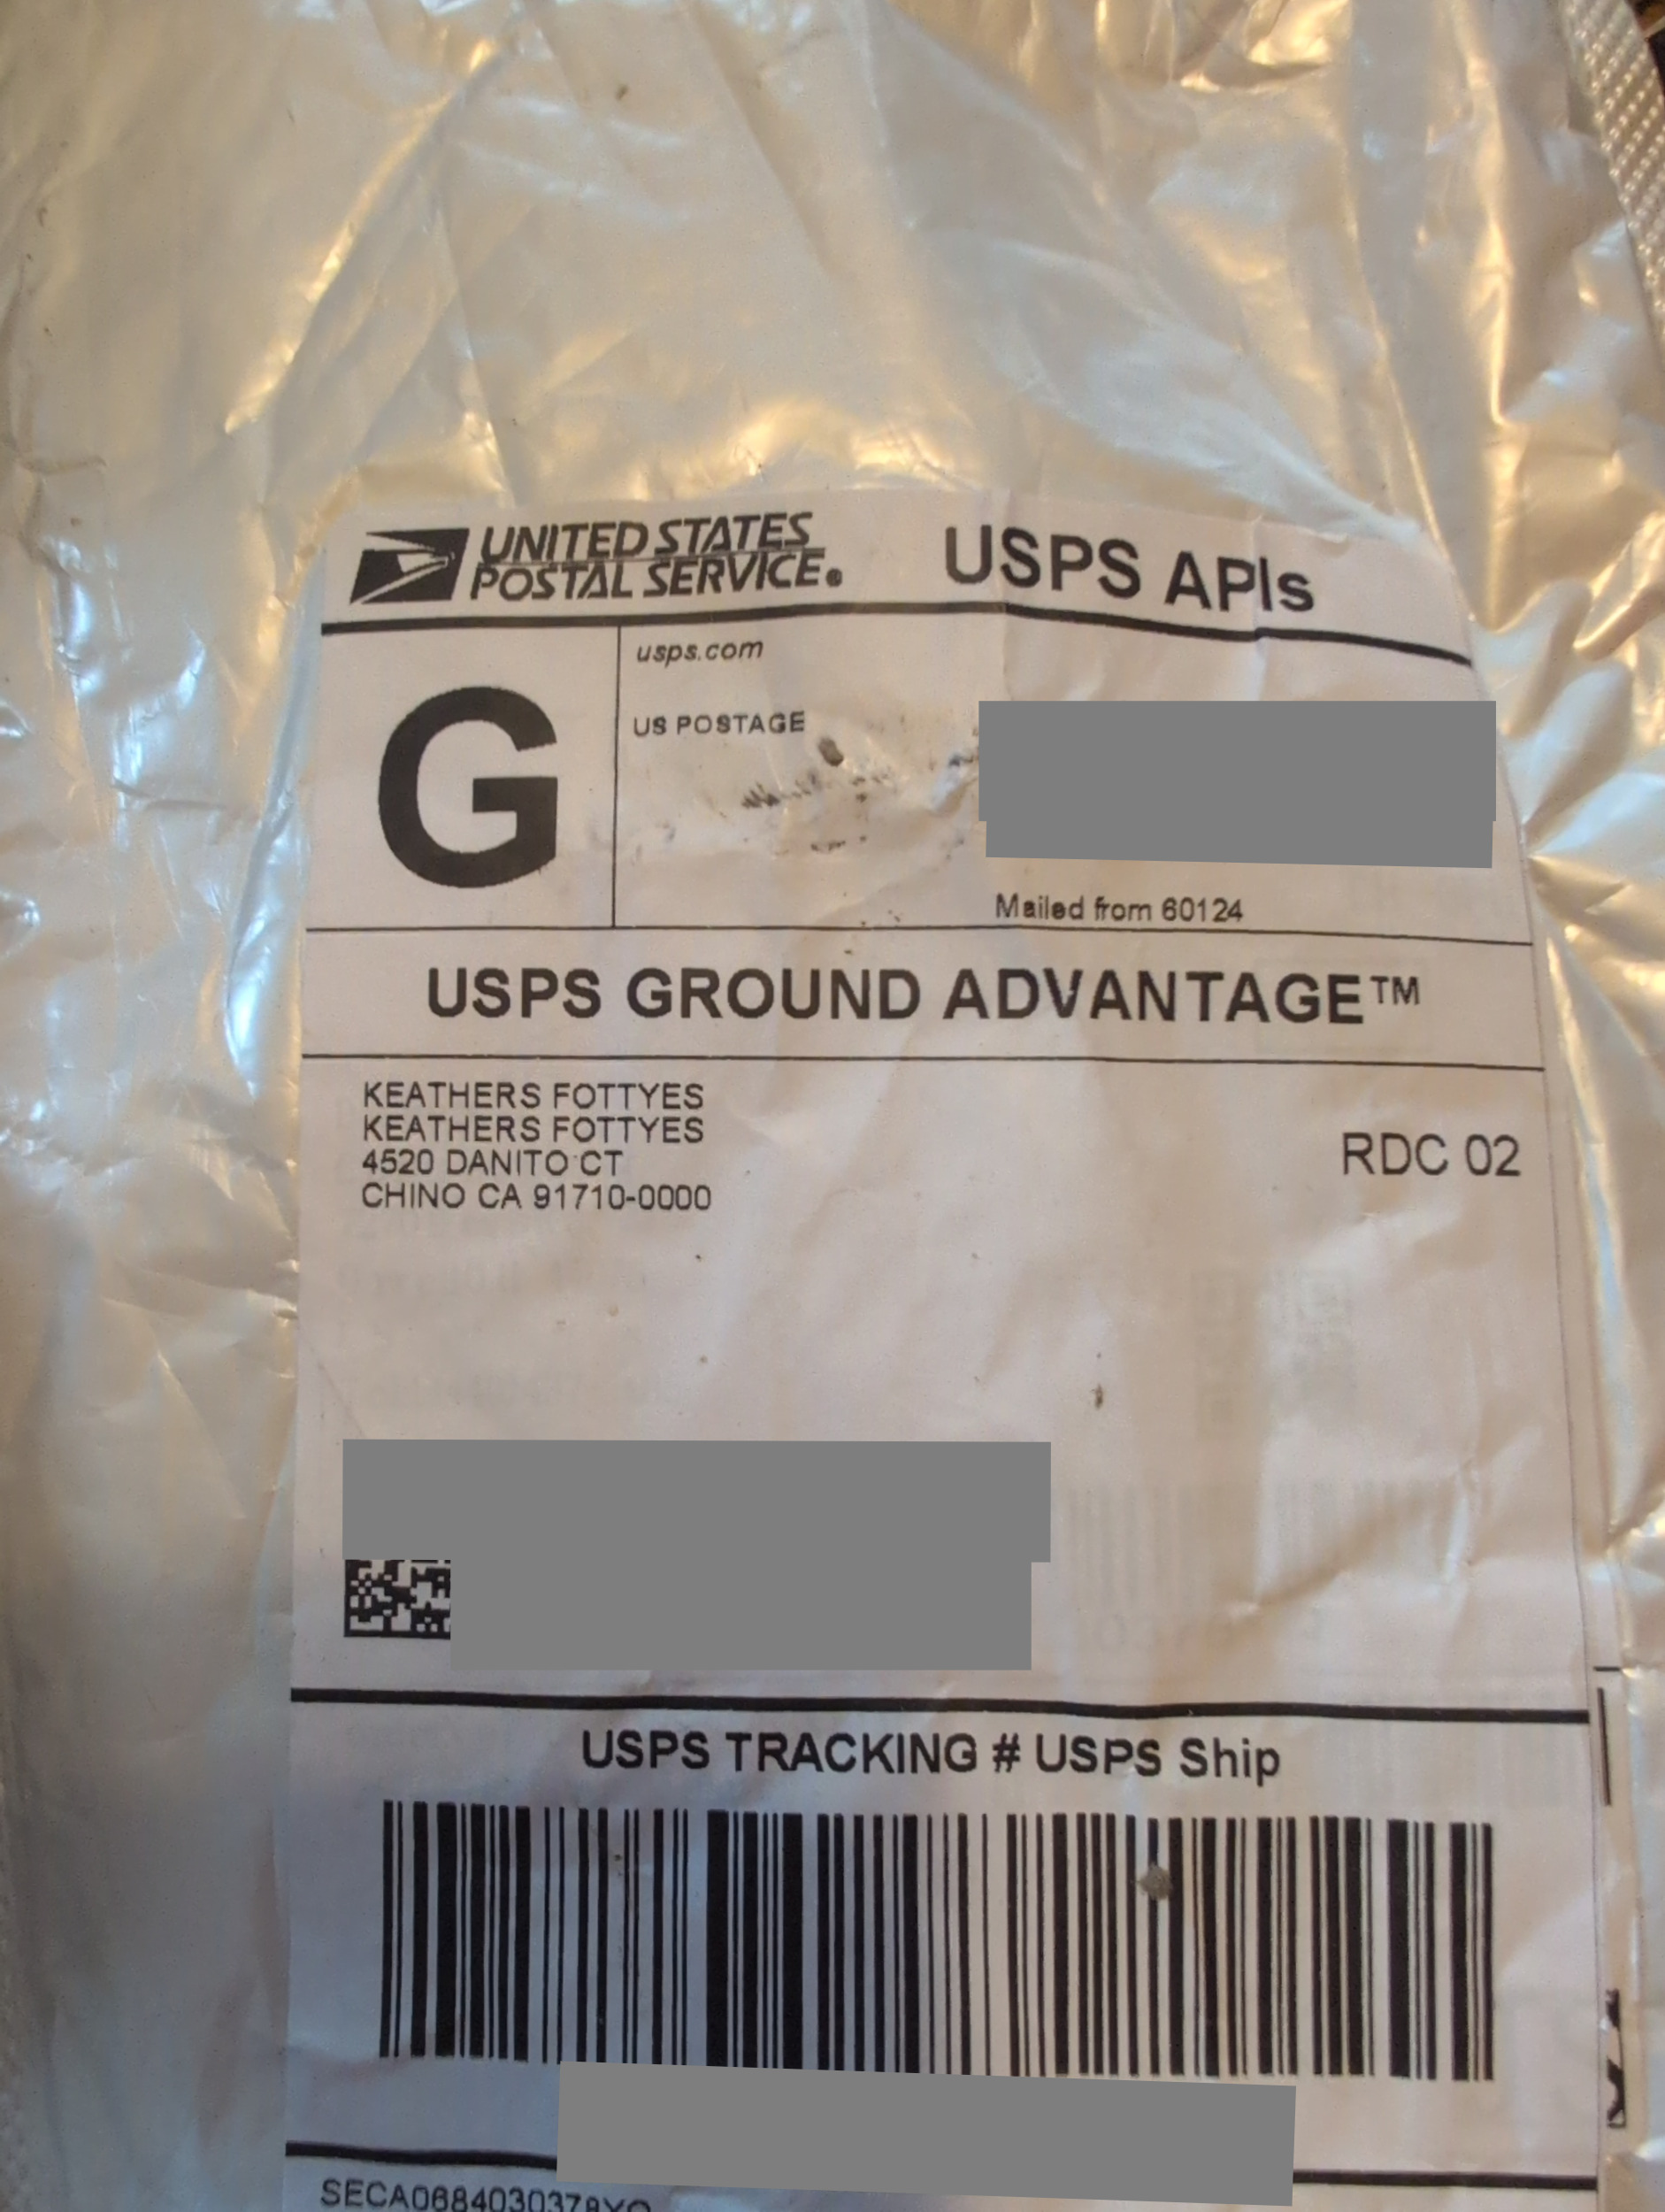 UNITED STATES
POSTAL SERVICE®
USPS APIs
G
usps.com
US POSTAGE
Mailed from 60124
USPS GROUND ADVANTAGE™
KEATHERS FOTTYES
KEATHERS FOTTYES
4520 DANITO CT
CHINO CA 91710-0000
RDC 02
USPS TRACKING # USPS Ship